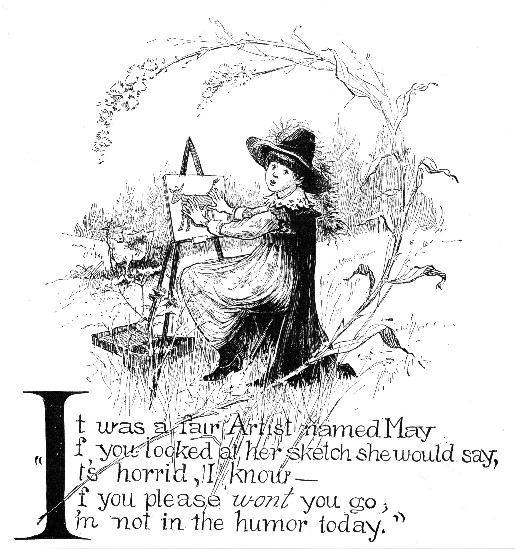 It was a fair Artist named May
If, you looked at her sketch she would say,
"It's horrid, I know —
If you please wont you go;
I'm not in the humor today."